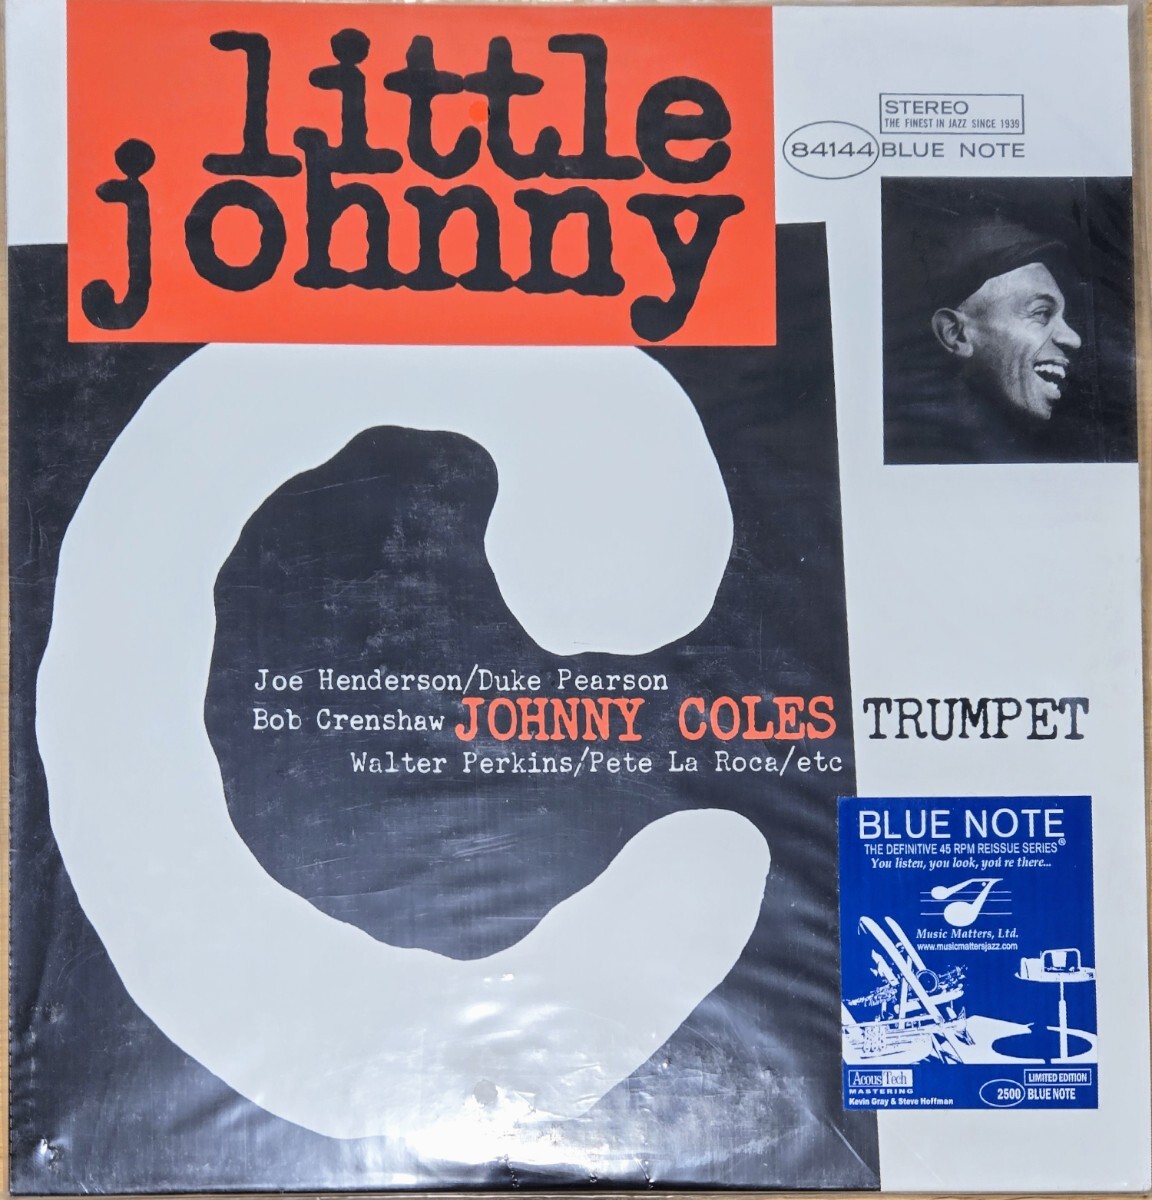 little
johnny
C
STEREO
THE FINEST IN JAZZ SINCE 1939
84144 BLUE NOTE
Joe Henderson/Duke Pearson
Bob Crenshaw JOHNNY COLES TRUMPET
Walter Perkins/Pete La Roca/etc
BLUE NOTE
THE DEFINITIVE 45 RPM REISSUE SERIES®
You listen, you look, you're there...
Music Matters, Ltd.
www.musicmattersjazz.com
AcousTech
MASTERING
Kevin Gray & Steve Hoffman
LIMITED EDITION
2500 BLUE NOTE